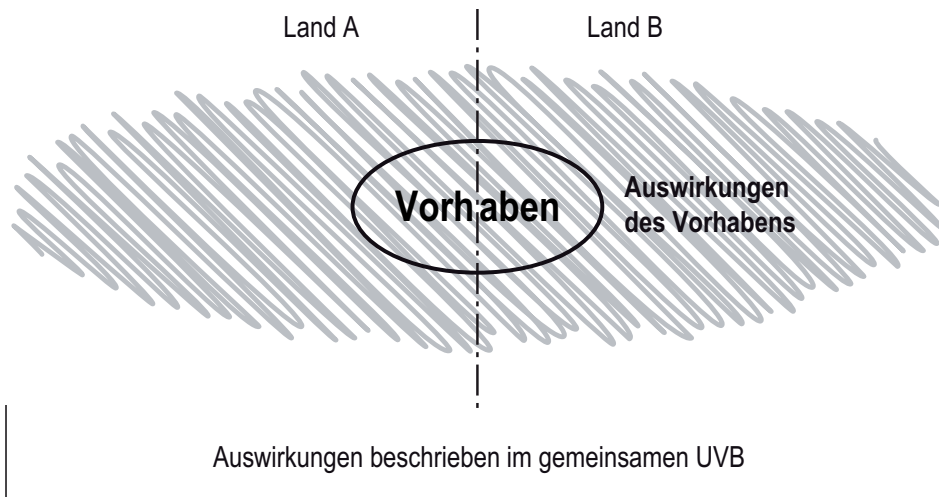 Land A
Land B
Vorhaben
Auswirkungen
des Vorhabens
Auswirkungen beschrieben im gemeinsamen UVB